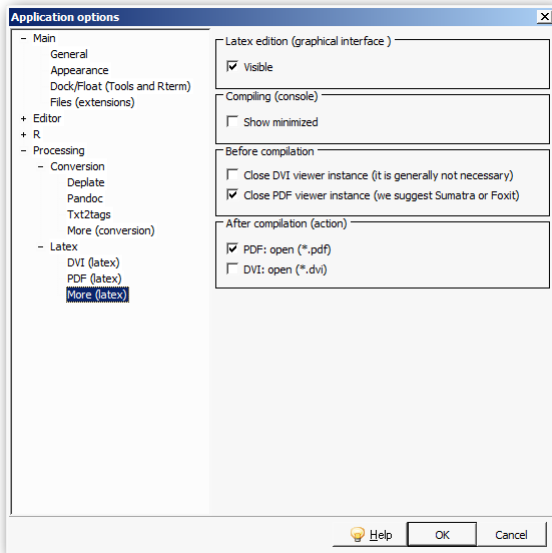 Application options
Main
General
Appearance
Dock/Float (Tools and Rterm)
Files (extensions)
Editor
R
Processing
Conversion
Deplate
Pandoc
Txt2tags
More (conversion)
Latex
DVI (latex)
PDF (latex)
More (latex)
Latex edition (graphical interface )
Visible
Compiling (console)
Show minimized
Before compilation
Close DVI viewer instance (it is generally not necessary)
Close PDF viewer instance (we suggest Sumatra or Foxit)
After compilation (action)
PDF: open (*.pdf)
DVI: open (*.dvi)
Help OK Cancel